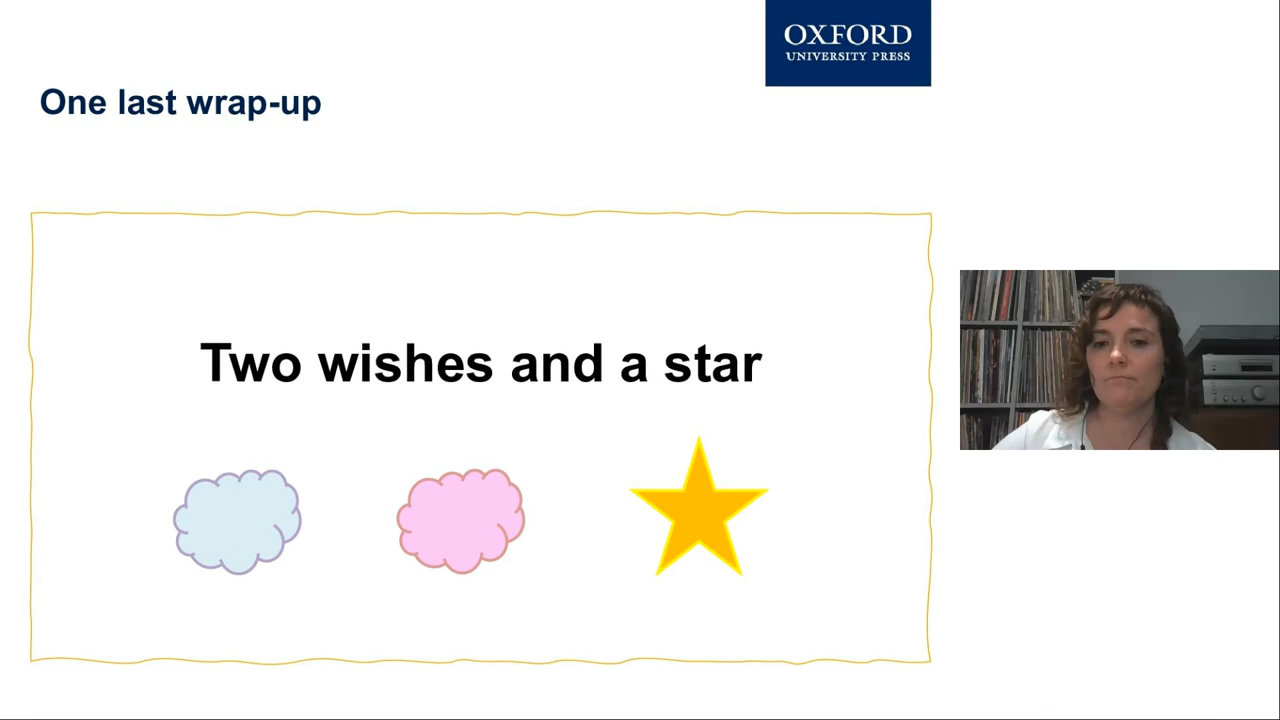 OXFORD
UNIVERSITY PRESS
One last wrap-up
Two wishes and a star